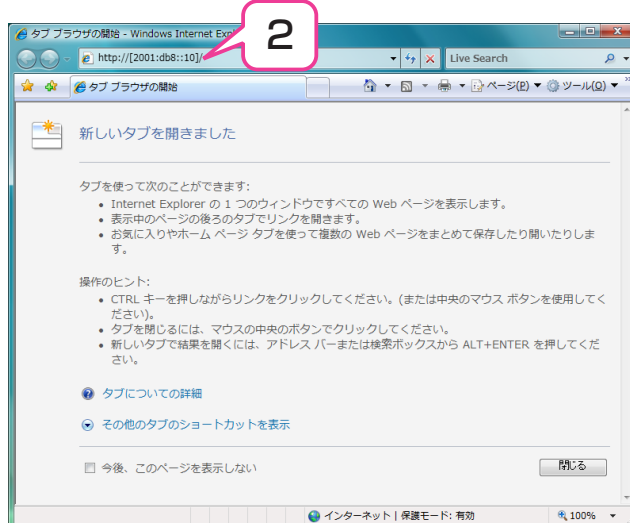 タブ ブラウザの開始 - Windows Internet Exp
2
http://[2001:db8::10]/
Live Search
タブ ブラウザの開始
ページ(P)
ツール(O)
新しいタブを開きました
タブを使って次のことができます:
• Internet Explorer の 1 つのウィンドウですべての Web ページを表示します。
• 表示中のページの後ろのタブでリンクを開きます。
• お気に入りやホーム ページ タブを使って複数の Web ページをまとめて保存したり開いたりしま
す。
操作のヒント:
• CTRL キーを押しながらリンクをクリックしてください。(または中央のマウス ボタンを使用してく
ださい)。
• タブを閉じるには、マウスの中央のボタンでクリックしてください。
• 新しいタブで結果を開くには、アドレス バーまたは検索ボックスから ALT+ENTER を押してくだ
さい。
タブについての詳細
その他のタブのショートカットを表示
今後、このページを表示しない
閉じる
インターネット | 保護モード: 有効
100%